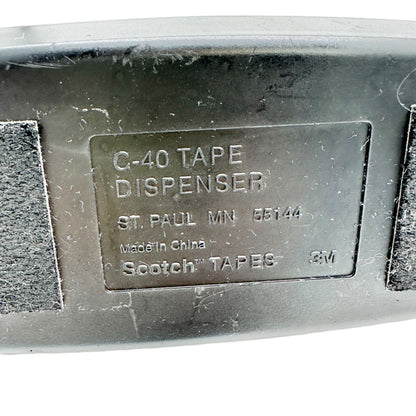 C-40 TAPE
DISPENSER
ST. PAUL MN 55144
Made in China
Scotch™ TAPES 3M